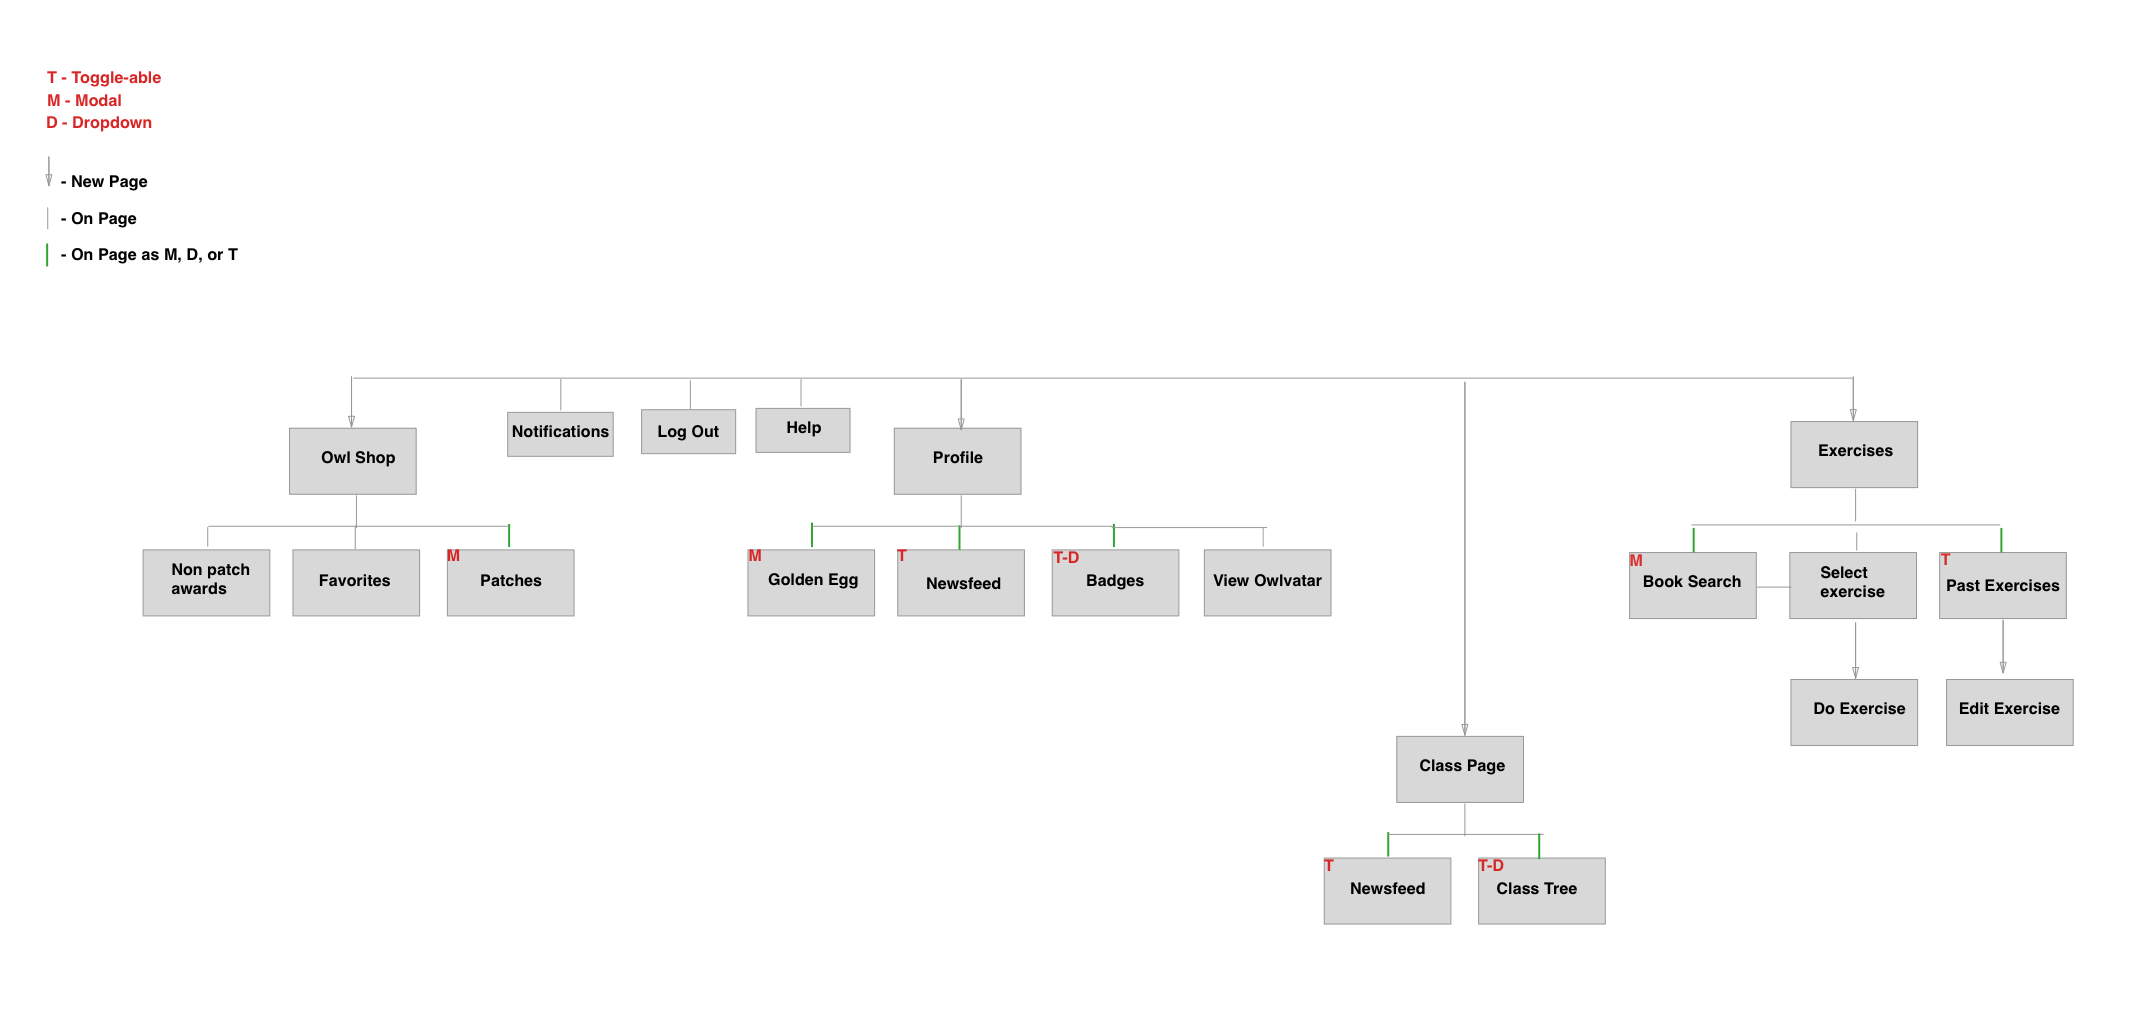 T - Toggle-able
M - Modal
D - Dropdown
- New Page
- On Page
- On Page as M, D, or T
Owl Shop
Notifications
Log Out
Help
Profile
Exercises
Non patch
awards
Favorites
M
Patches
M
Golden Egg
T
Newsfeed
T-D
Badges
View Owlvatar
M
Book Search
Select
exercise
T
Past Exercises
Do Exercise
Edit Exercise
Class Page
T
Newsfeed
T-D
Class Tree